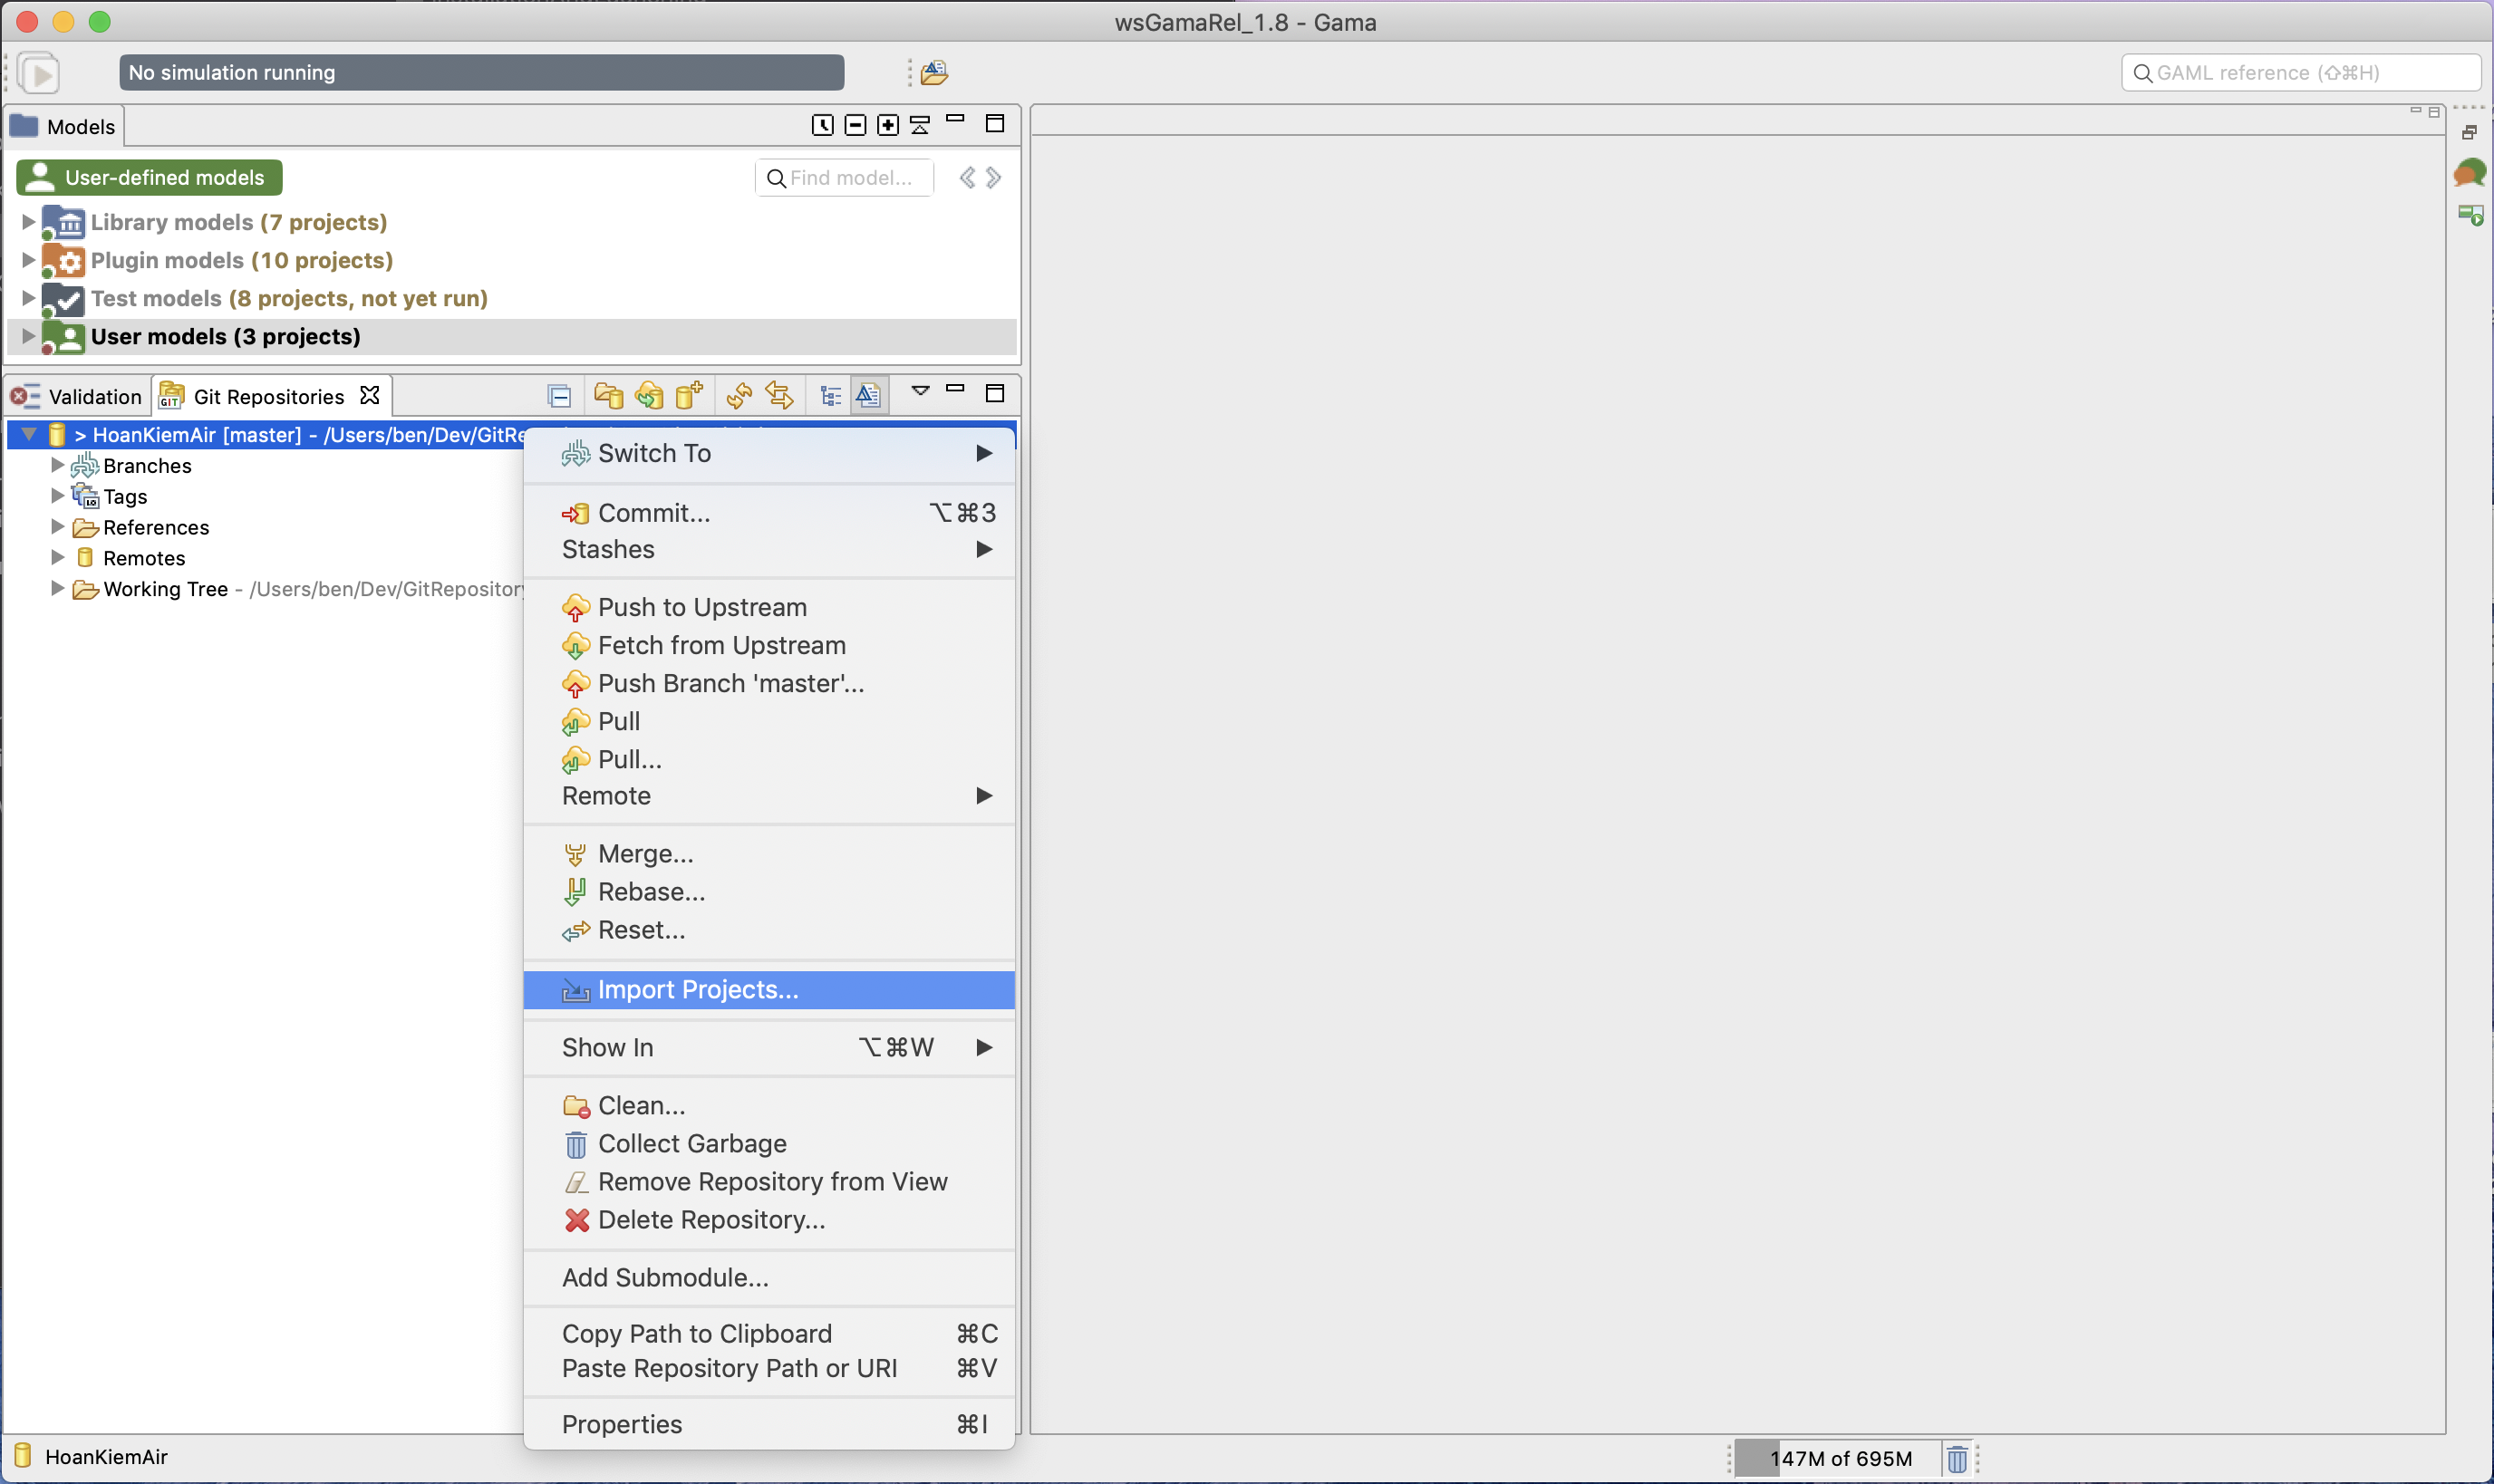 wsGamaRel_1.8 - Gama
No simulation running
GAML reference (⇧⌘H)
Models
User-defined models
Find model...
Library models (7 projects)
Plugin models (10 projects)
Test models (8 projects, not yet run)
User models (3 projects)
Validation
Git Repositories
GIT
> HoanKiemAir [master] - /Users/ben/Dev/GitRe
Branches
Tags
References
Remotes
Working Tree - /Users/ben/Dev/GitRepository
Switch To
Commit... ⌥⌘3
Stashes
Push to Upstream
Fetch from Upstream
Push Branch 'master'...
Pull
Pull...
Remote
Merge...
Rebase...
Reset...
Import Projects...
Show In ⌥⌘W
Clean...
Collect Garbage
Remove Repository from View
Delete Repository...
Add Submodule...
Copy Path to Clipboard ⌘C
Paste Repository Path or URI ⌘V
Properties ⌘I
HoanKiemAir
147M of 695M